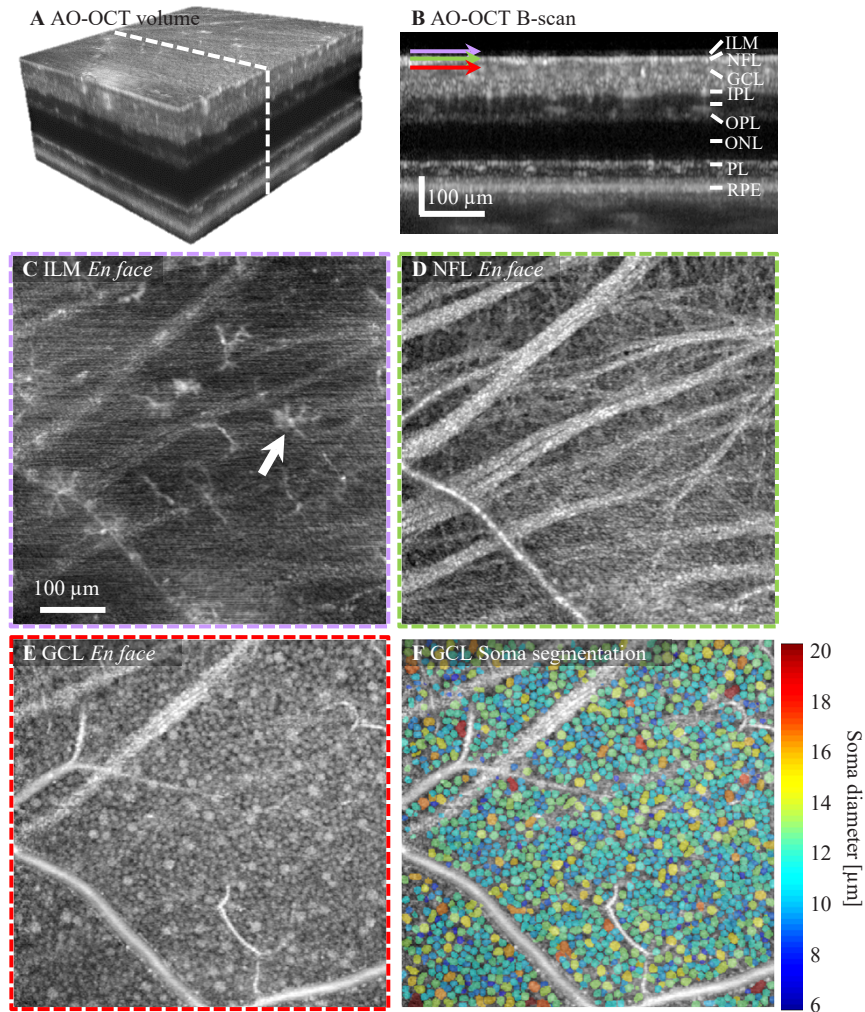 A AO-OCT volume
B AO-OCT B-scan
ILM
NFL
GCL
IPL
OPL
ONL
PL
RPE
100 µm
C ILM En face
100 µm
D NFL En face
E GCL En face
F GCL Soma segmentation
20
18
16
14
12
10
8
6
Soma diameter [µm]